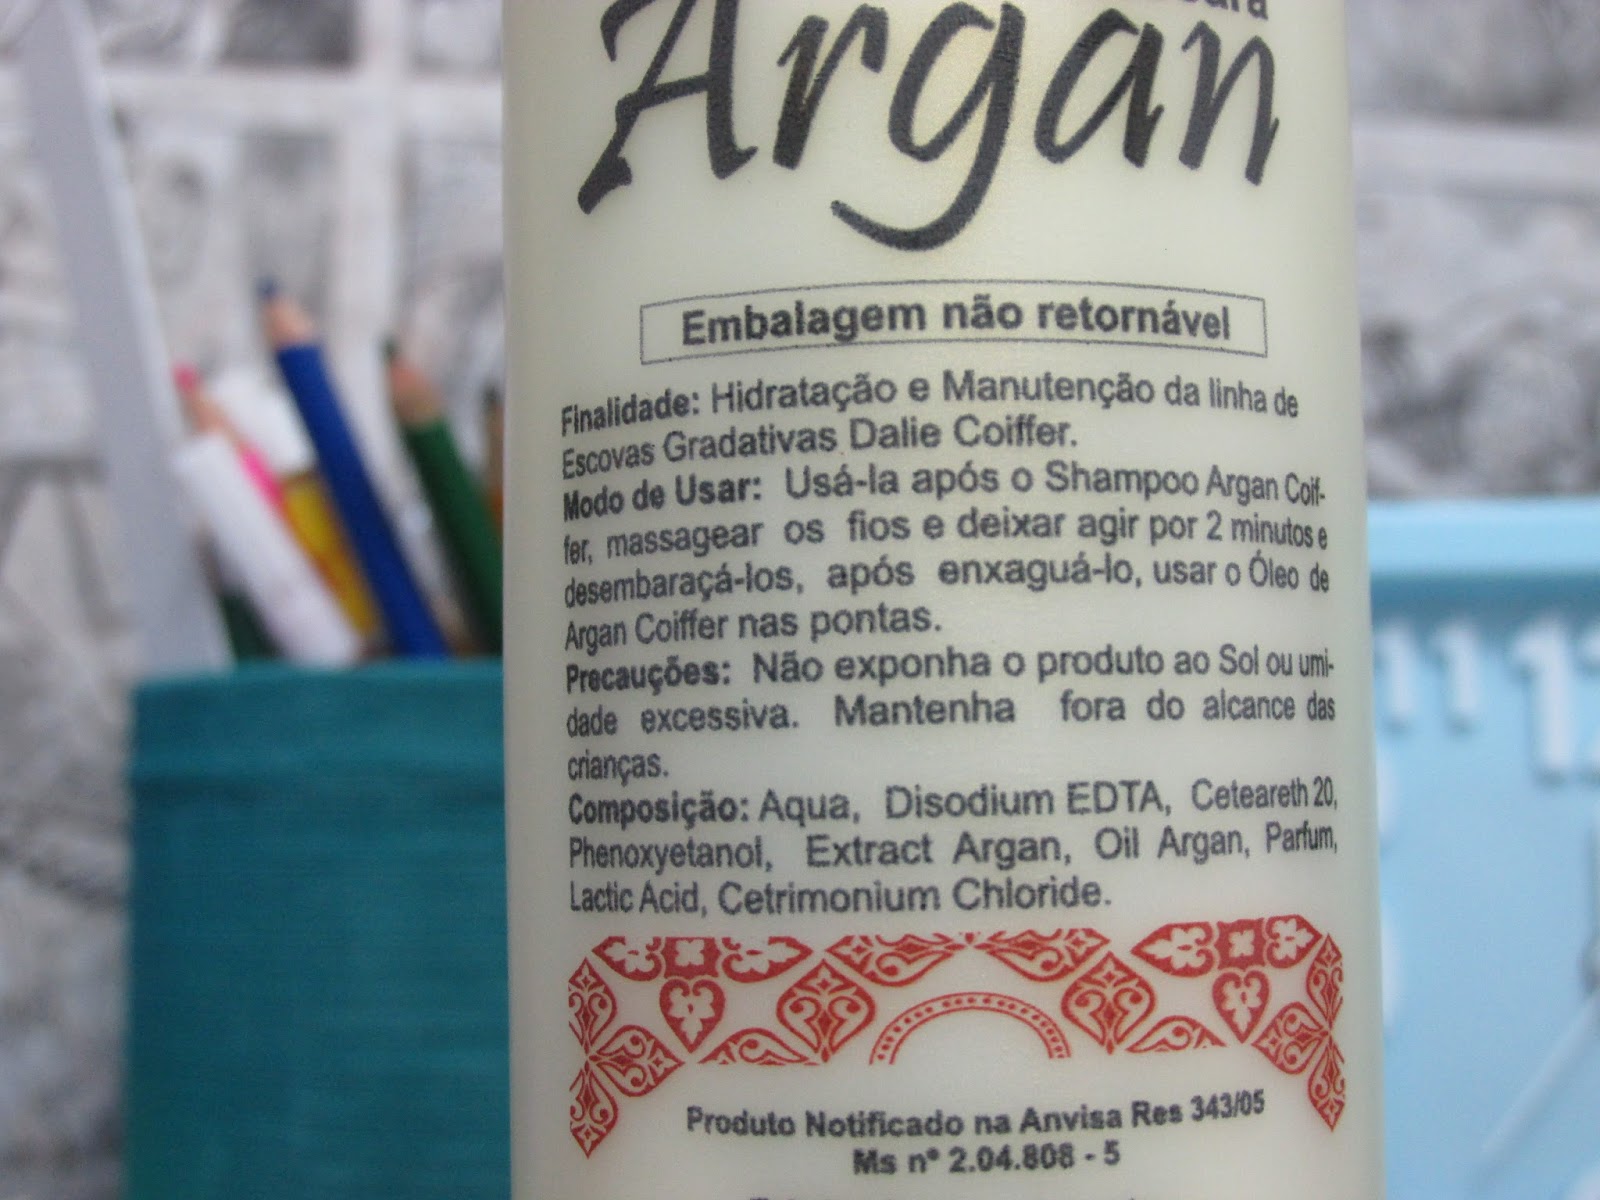 Argan
Embalagem não retornável
Finalidade: Hidratação e Manutenção da linha de
Escovas Gradativas Dalie Coiffer.
Modo de Usar: Usá-la após o Shampoo Argan Coif-
fer, massagear os fios e deixar agir por 2 minutos e
desembaraçá-los, após enxaguá-lo, usar o Óleo de
Argan Coiffer nas pontas.
Precauções: Não exponha o produto ao Sol ou umi-
dade excessiva. Mantenha fora do alcance das
crianças.
Composição: Aqua, Disodium EDTA, Ceteareth 20,
Phenoxyetanol, Extract Argan, Oil Argan, Parfum,
Lactic Acid, Cetrimonium Chloride.
Produto Notificado na Anvisa Res 343/05
Ms nº 2.04.808 - 5
11